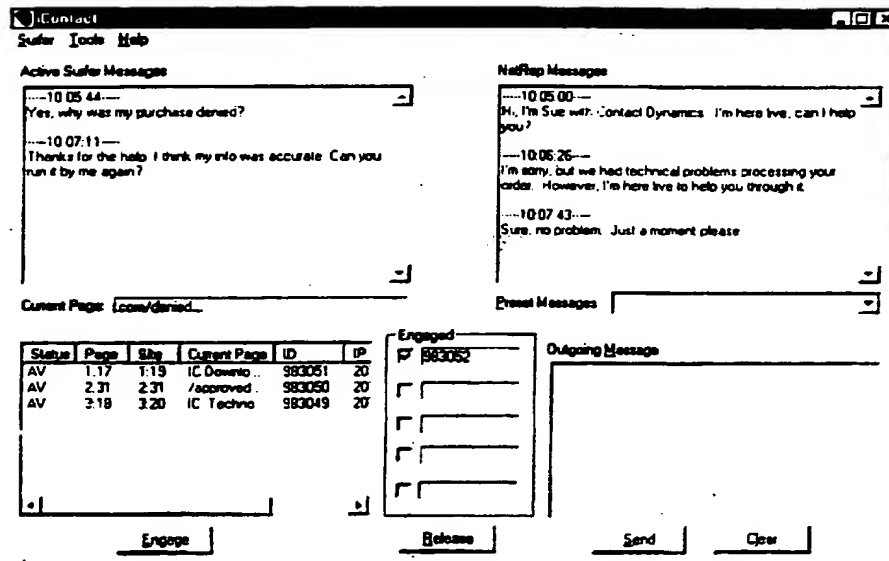 iContact
Surfer Tools Help
Active Surfer Messages
----10:05:44----
Yes, why was my purchase denied?
----10:07:11----
Thanks for the help. I think my info was accurate. Can you
run it by me again?
NetRep Messages
----10:05:00----
Hi, I'm Sue with Contact Dynamics. I'm here live, can I help
you?
----10:06:26----
I'm sorry, but we had technical problems processing your
order. However, I'm here live to help you through it.
----10:07:43----
Sure, no problem. Just a moment please
Current Page: .com/denied...
Preset Messages
Status Page Site Current Page ID IP
AV 1:17 1:19 IC Downlo... 983051 20
AV 2:31 2:31 /approved... 983050 20
AV 3:18 3:20 IC Techno 983049 20
Engaged
983052
Outgoing Message
Engage
Release
Send
Clear